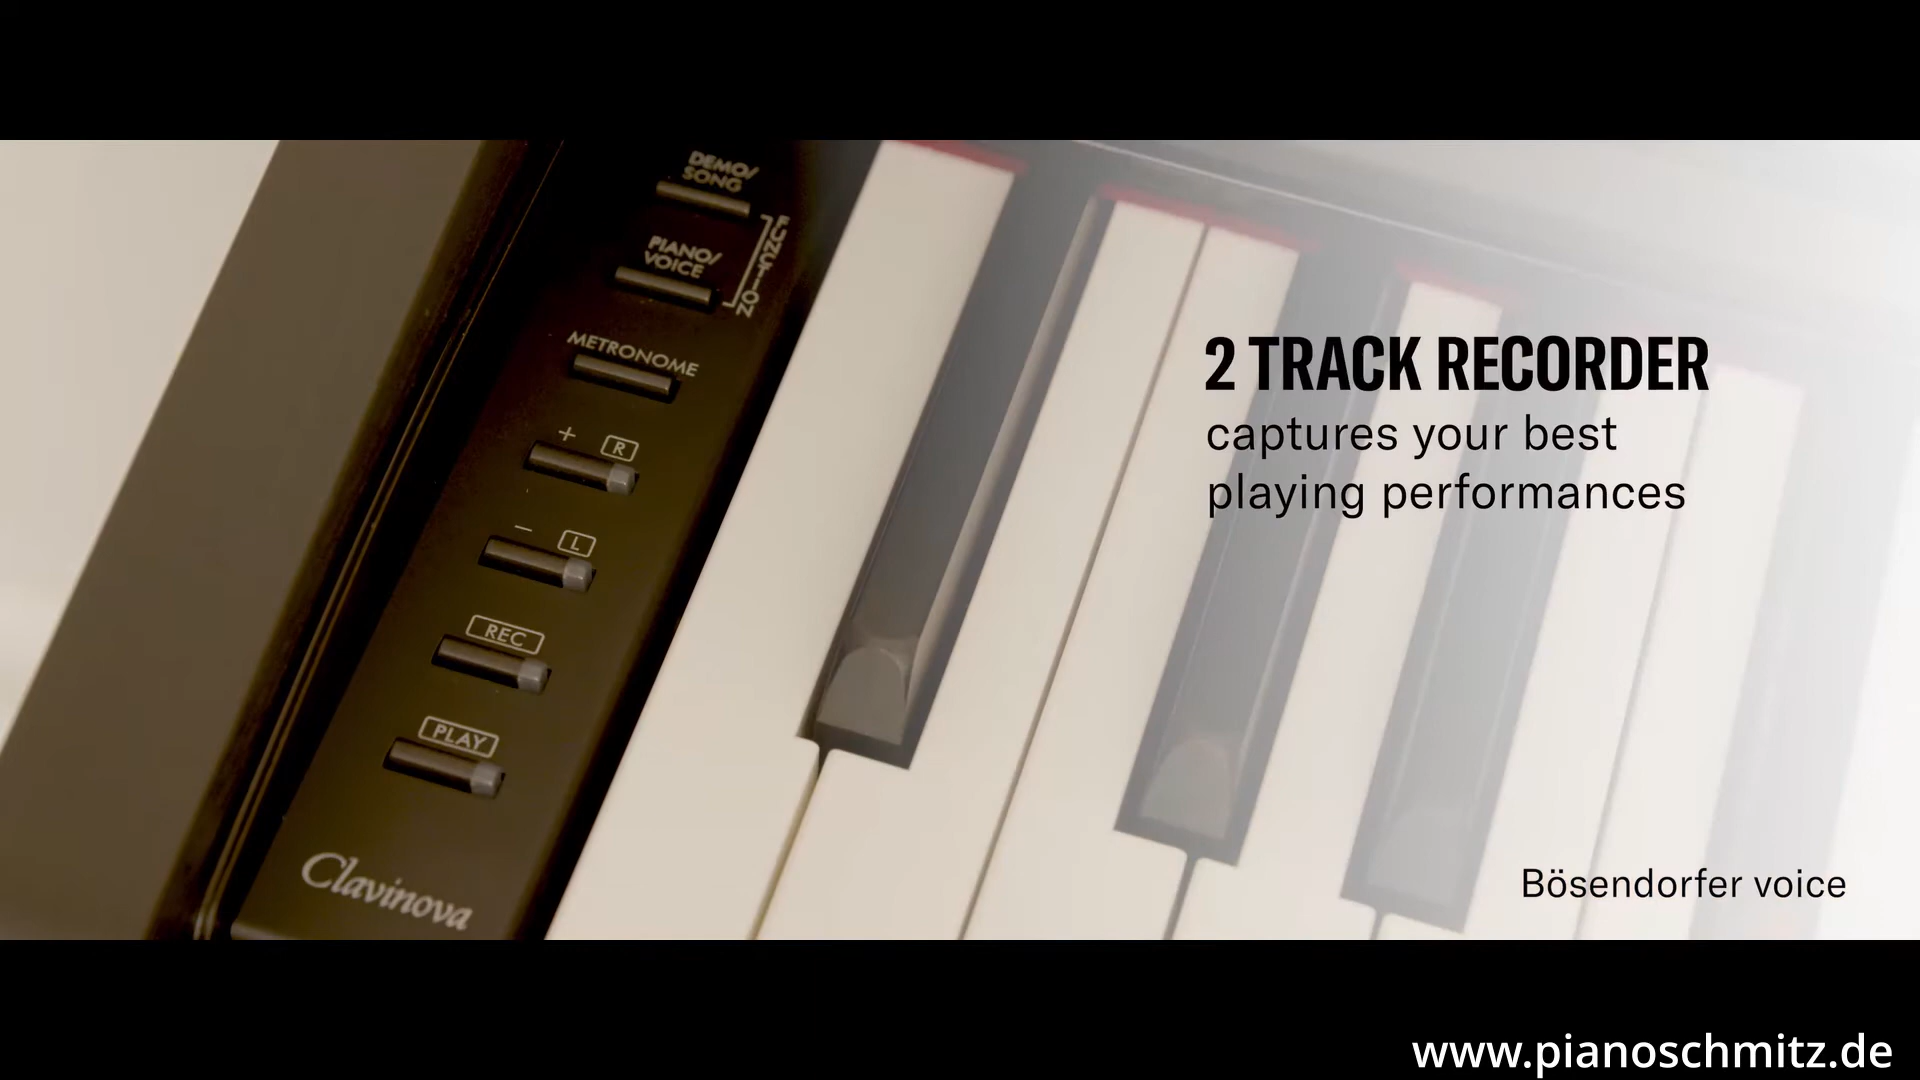 DEMO/
SONG
PIANO/
VOICE
FUNCTION
METRONOME
+ R
− L
REC
PLAY
Clavinova
2 TRACK RECORDER
captures your best
playing performances
Bösendorfer voice
www.pianoschmitz.de